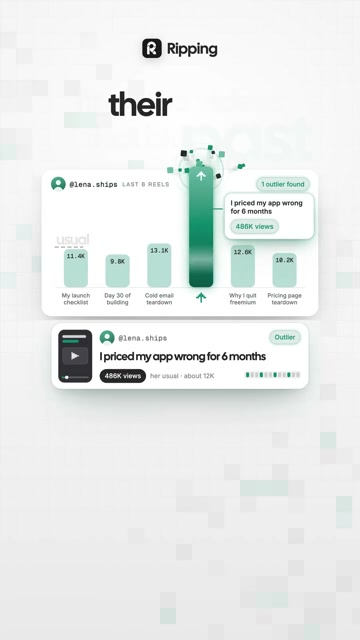 Ripping
their
past
@lena.ships LAST 6 REELS
1 outlier found
I priced my app wrong
for 6 months
486K views
usual
11.4K
9.8K
13.1K
12.6K
10.2K
My launch
checklist
Day 30 of
building
Cold email
teardown
Why I quit
freemium
Pricing page
teardown
@lena.ships
Outlier
I priced my app wrong for 6 months
486K views her usual · about 12K